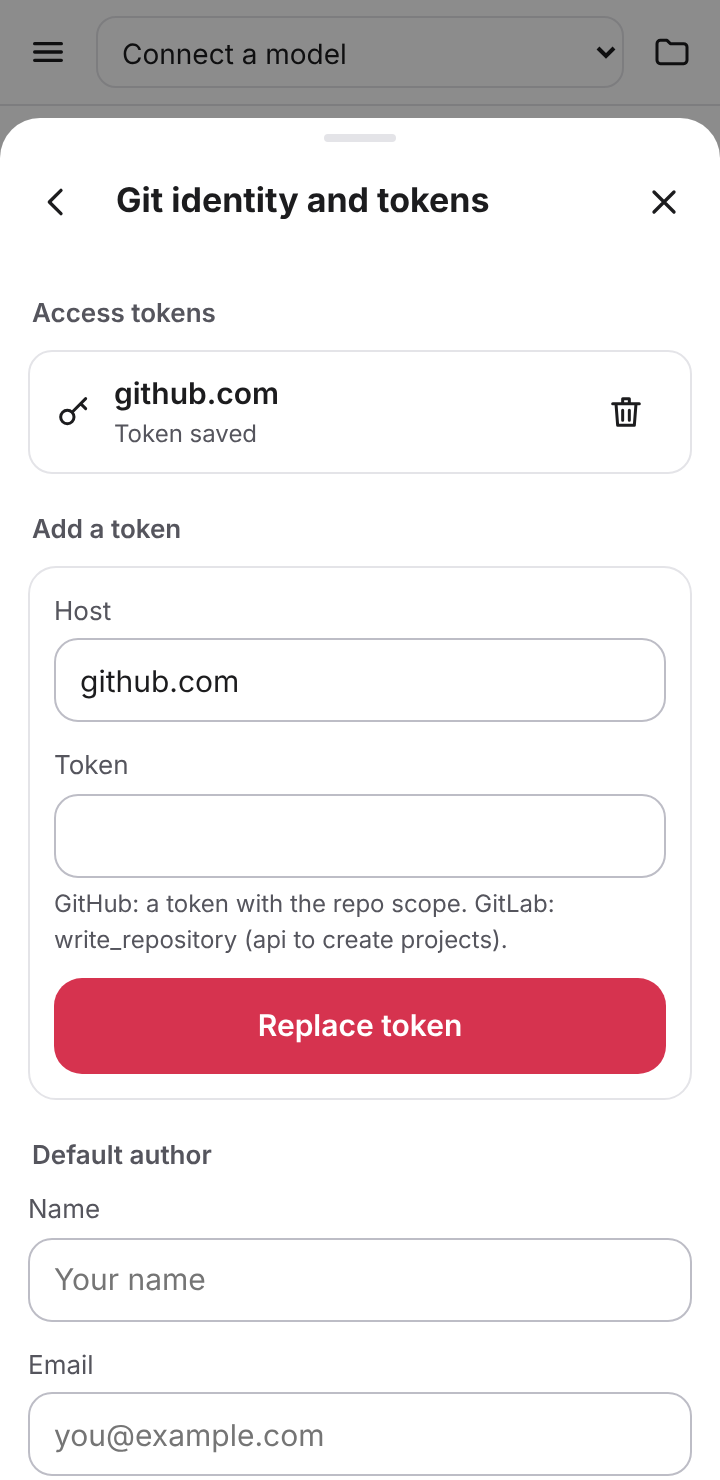 Connect a model
Git identity and tokens
Access tokens
github.com
Token saved
Add a token
Host
github.com
Token
GitHub: a token with the repo scope. GitLab:
write_repository (api to create projects).
Replace token
Default author
Name
Your name
Email
you@example.com